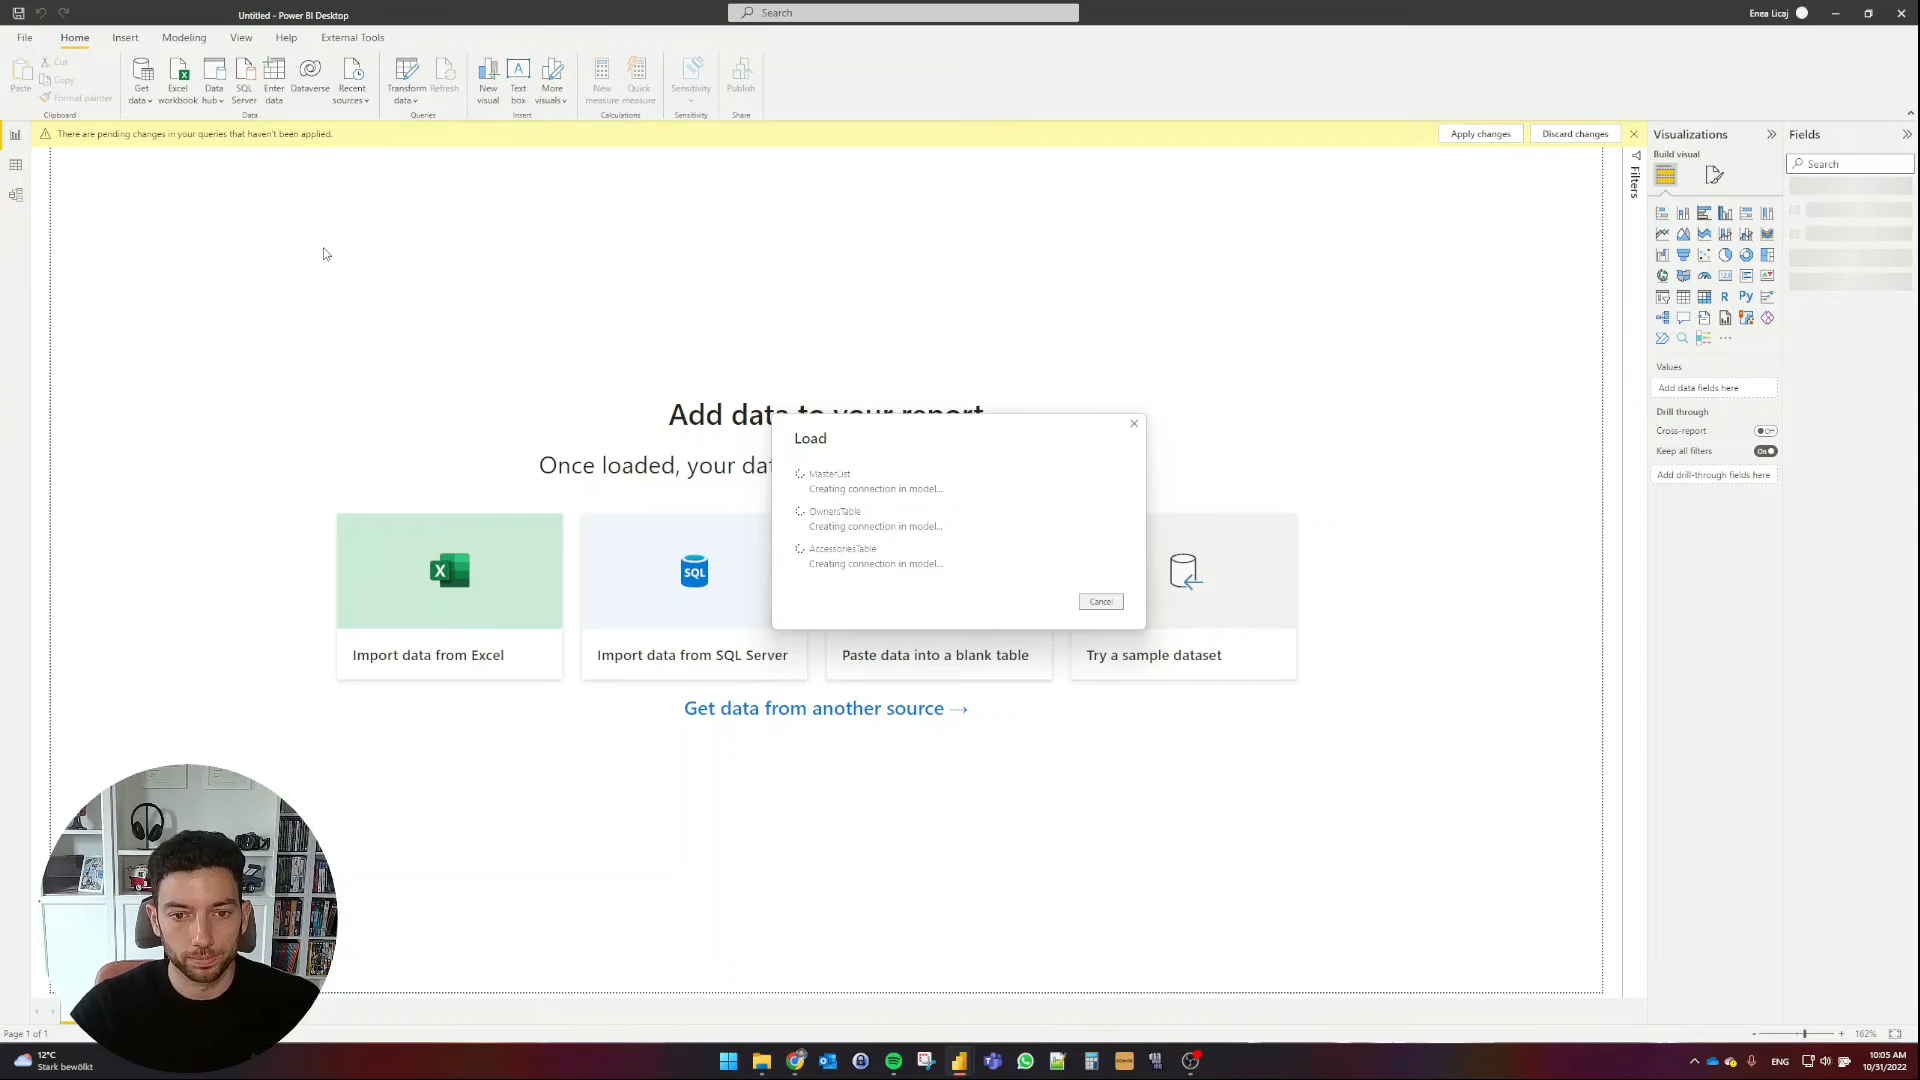 Untitled - Power BI Desktop
Search
Enea Licaj
File
Home
Insert
Modeling
View
Help
External Tools
Paste
Cut
Copy
Format painter
Clipboard
Get data
Excel workbook
Data hub
SQL Server
Enter data
Dataverse
Recent sources
Data
Transform data
Refresh
Queries
New visual
Text box
More visuals
Insert
New measure
Quick measure
Calculations
Sensitivity
Sensitivity
Publish
Share
There are pending changes in your queries that haven't been applied.
Apply changes
Discard changes
Filters
Visualizations
Build visual
R
Py
123
Values
Add data fields here
Drill through
Cross-report
Off
Keep all filters
On
Add drill-through fields here
Fields
Search
Add data to your report
Once loaded, your dat
Load
MasterList
Creating connection in model...
OwnersTable
Creating connection in model...
AccessoriesTable
Creating connection in model...
Cancel
X
SQL
Import data from Excel
Import data from SQL Server
Paste data into a blank table
Try a sample dataset
Get data from another source →
Page 1 of 1
- + 162%
12°C
Stark bewölkt
ENG
10:05 AM
10/31/2022